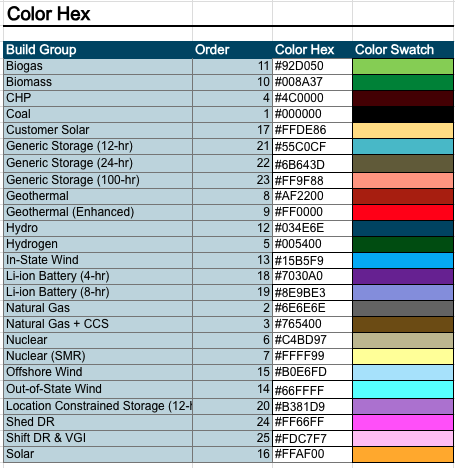 Color Hex
Build Group Order Color Hex Color Swatch
Biogas 11 #92D050
Biomass 10 #008A37
CHP 4 #4C0000
Coal 1 #000000
Customer Solar 17 #FFDE86
Generic Storage (12-hr) 21 #55C0CF
Generic Storage (24-hr) 22 #6B643D
Generic Storage (100-hr) 23 #FF9F88
Geothermal 8 #AF2200
Geothermal (Enhanced) 9 #FF0000
Hydro 12 #034E6E
Hydrogen 5 #005400
In-State Wind 13 #15B5F9
Li-ion Battery (4-hr) 18 #7030A0
Li-ion Battery (8-hr) 19 #8E9BE3
Natural Gas 2 #6E6E6E
Natural Gas + CCS 3 #765400
Nuclear 6 #C4BD97
Nuclear (SMR) 7 #FFFF99
Offshore Wind 15 #B0E6FD
Out-of-State Wind 14 #66FFFF
Location Constrained Storage (12-h 20 #B381D9
Shed DR 24 #FF66FF
Shift DR & VGI 25 #FDC7F7
Solar 16 #FFAF00